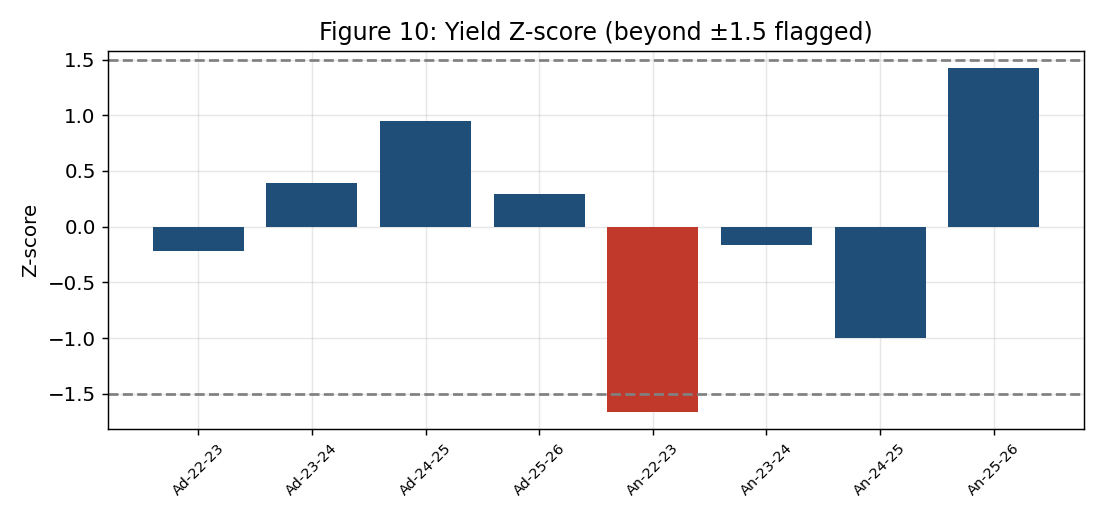 Figure 10: Yield Z-score (beyond ±1.5 flagged)
Z-score
1.5
1.0
0.5
0.0
−0.5
−1.0
−1.5
Ad-22-23
Ad-23-24
Ad-24-25
Ad-25-26
An-22-23
An-23-24
An-24-25
An-25-26